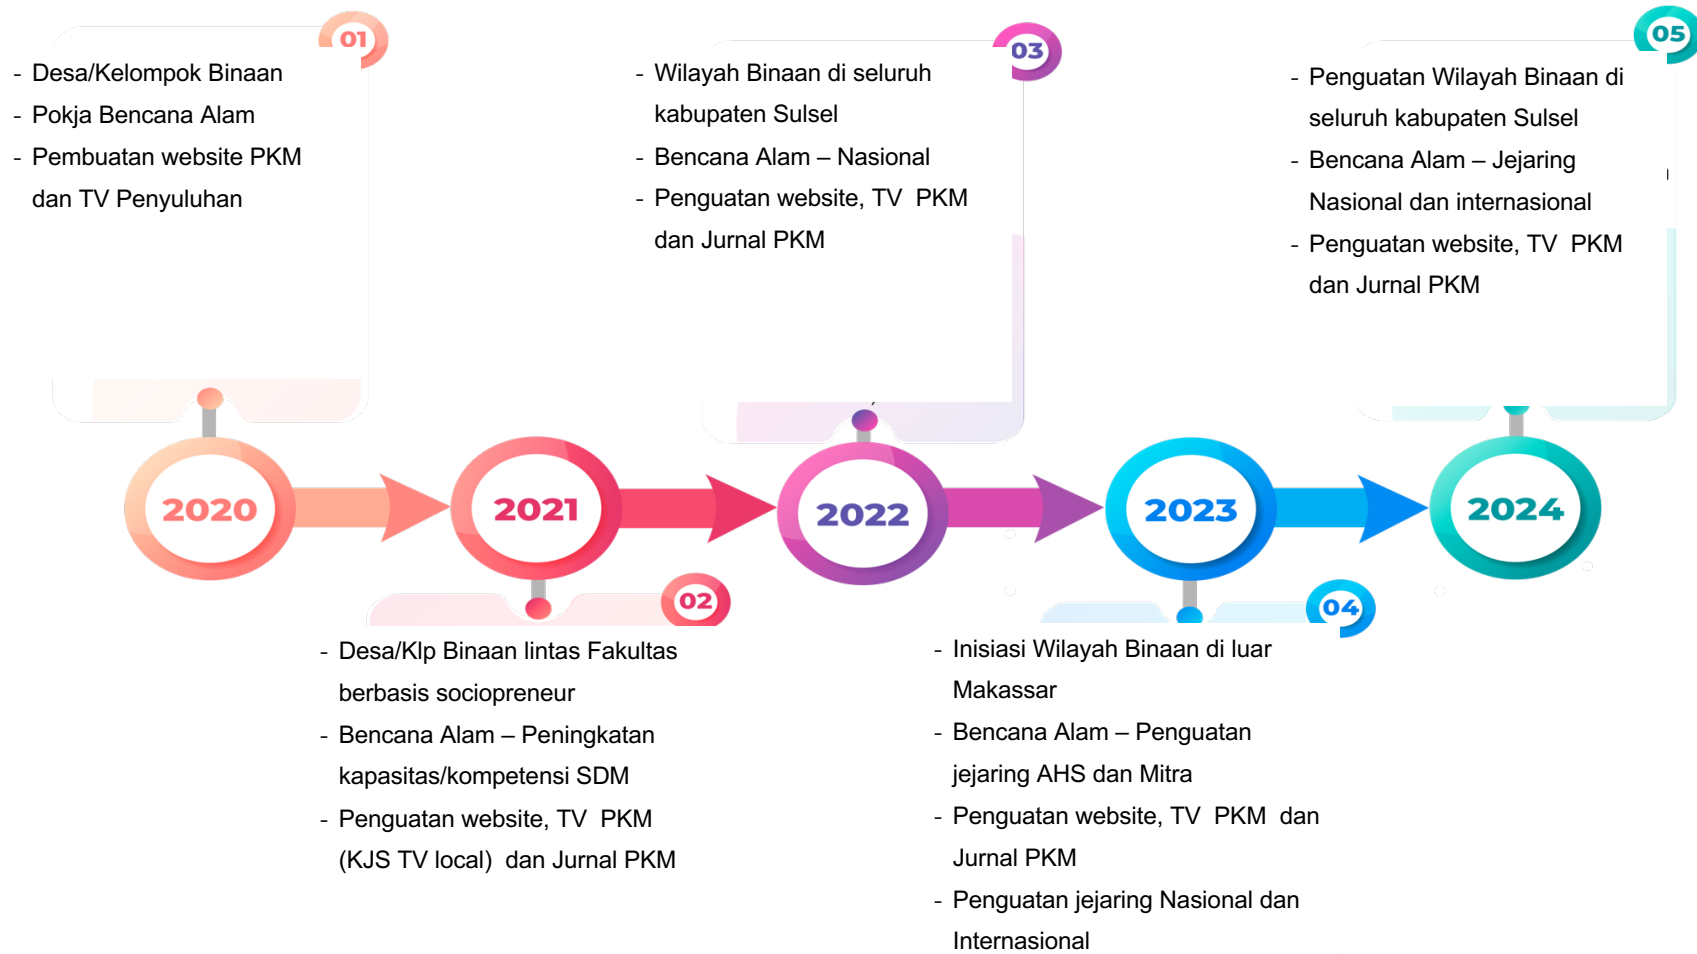 01
- Desa/Kelompok Binaan
- Pokja Bencana Alam
- Pembuatan website PKM
dan TV Penyuluhan
03
- Wilayah Binaan di seluruh
kabupaten Sulsel
- Bencana Alam – Nasional
- Penguatan website, TV PKM
dan Jurnal PKM
05
- Penguatan Wilayah Binaan di
seluruh kabupaten Sulsel
- Bencana Alam – Jejaring
Nasional dan internasional
- Penguatan website, TV PKM
dan Jurnal PKM
2020
2021
2022
2023
2024
02
- Desa/Klp Binaan lintas Fakultas
berbasis sociopreneur
- Bencana Alam – Peningkatan
kapasitas/kompetensi SDM
- Penguatan website, TV PKM
(KJS TV local) dan Jurnal PKM
04
- Inisiasi Wilayah Binaan di luar
Makassar
- Bencana Alam – Penguatan
jejaring AHS dan Mitra
- Penguatan website, TV PKM dan
Jurnal PKM
- Penguatan jejaring Nasional dan
Internasional